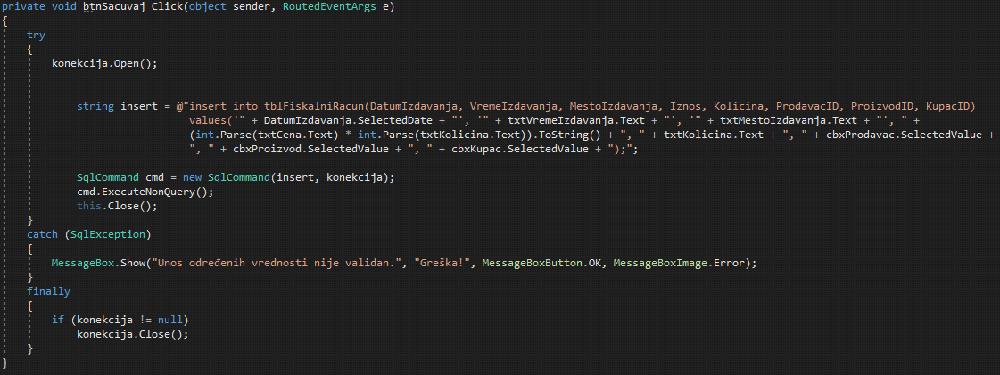 private void btnSacuvaj_Click(object sender, RoutedEventArgs e)
{
    try
    {
        konekcija.Open();

        string insert = @"insert into tblFiskalniRacun(DatumIzdavanja, VremeIzdavanja, MestoIzdavanja, Iznos, Kolicina, ProdavacID, ProizvodID, KupacID)
                          values('" + DatumIzdavanja.SelectedDate + "', '" + txtVremeIzdavanja.Text + "', '" + txtMestoIzdavanja.Text + "', " +
                          (int.Parse(txtCena.Text) * int.Parse(txtKolicina.Text)).ToString() + ", " + txtKolicina.Text + ", " + cbxProdavac.SelectedValue +
                          ", " + cbxProizvod.SelectedValue + ", " + cbxKupac.SelectedValue + ");";

        SqlCommand cmd = new SqlCommand(insert, konekcija);
        cmd.ExecuteNonQuery();
        this.Close();
    }
    catch (SqlException)
    {
        MessageBox.Show("Unos određenih vrednosti nije validan.", "Greška!", MessageBoxButton.OK, MessageBoxImage.Error);
    }
    finally
    {
        if (konekcija != null)
            konekcija.Close();
    }
}